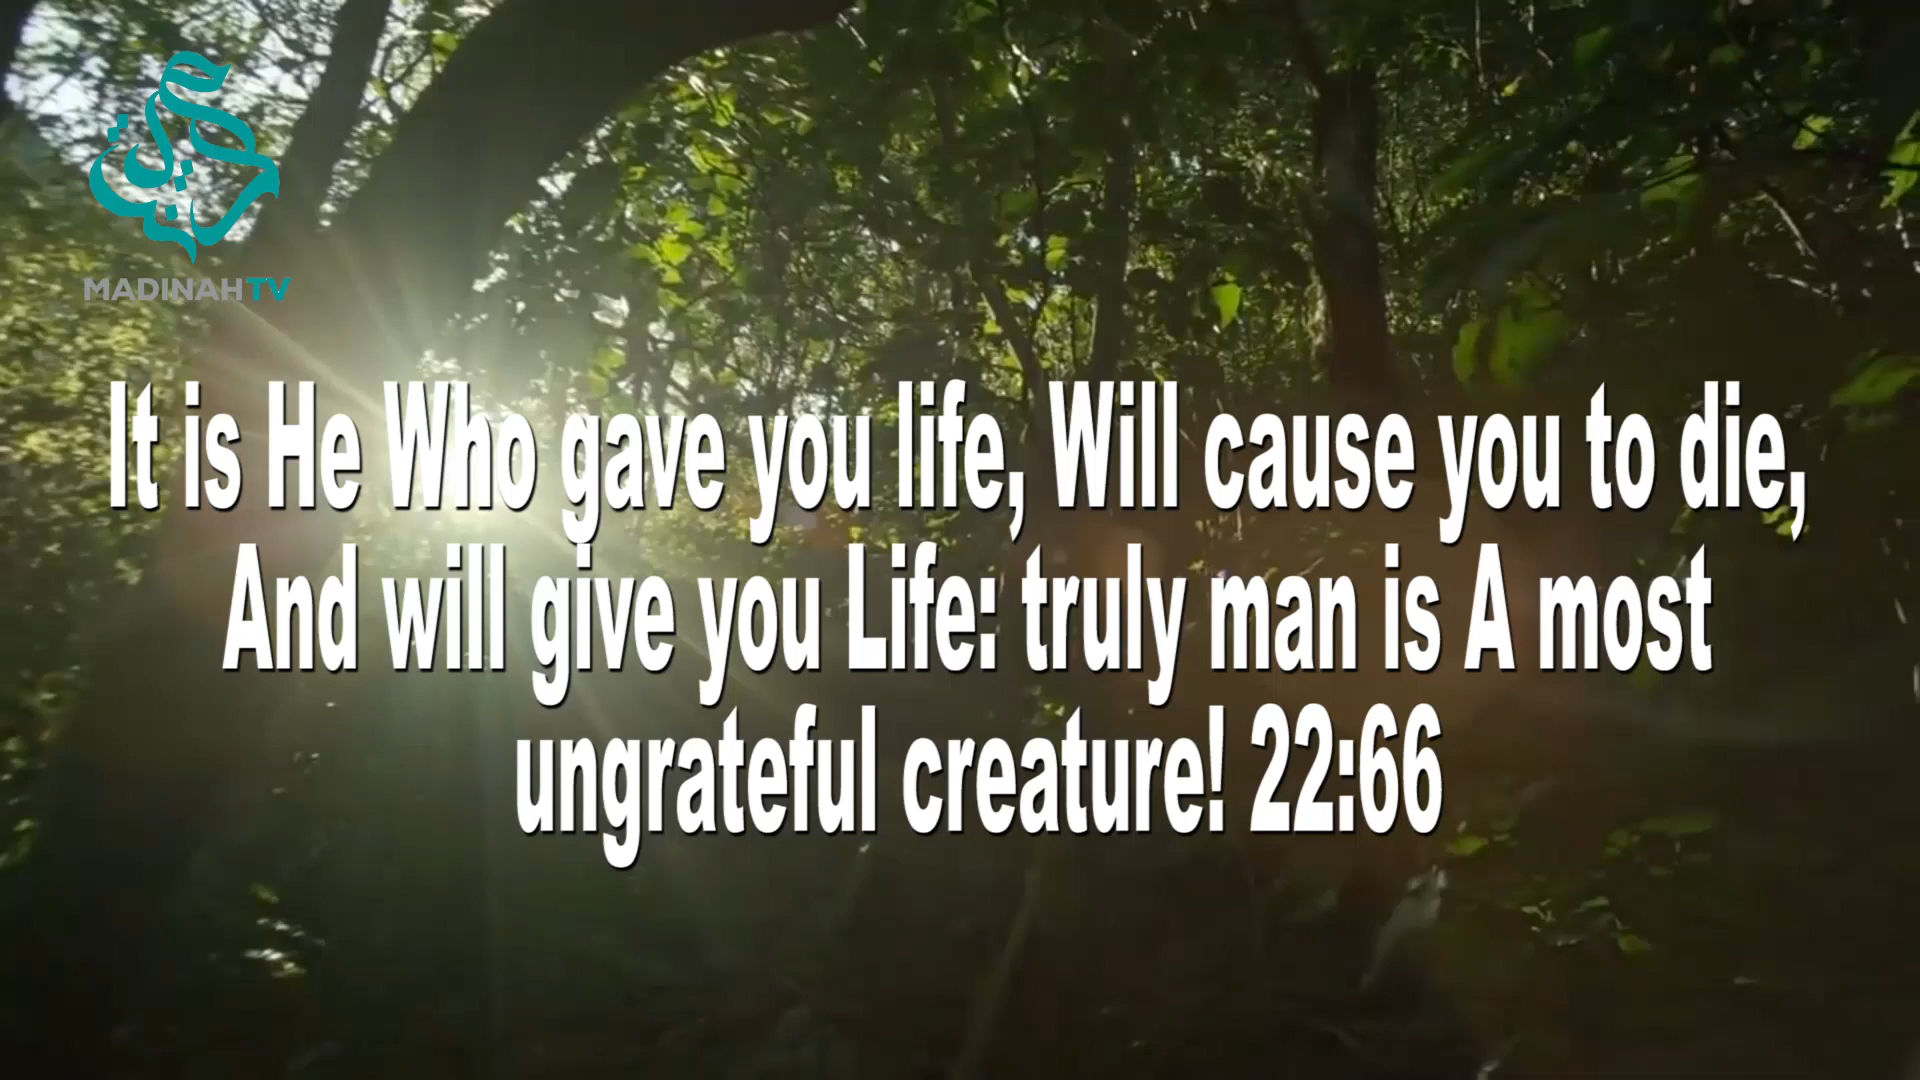 MADINAHTV
It is He Who gave you life, Will cause you to die,
And will give you Life: truly man is A most
ungrateful creature! 22:66